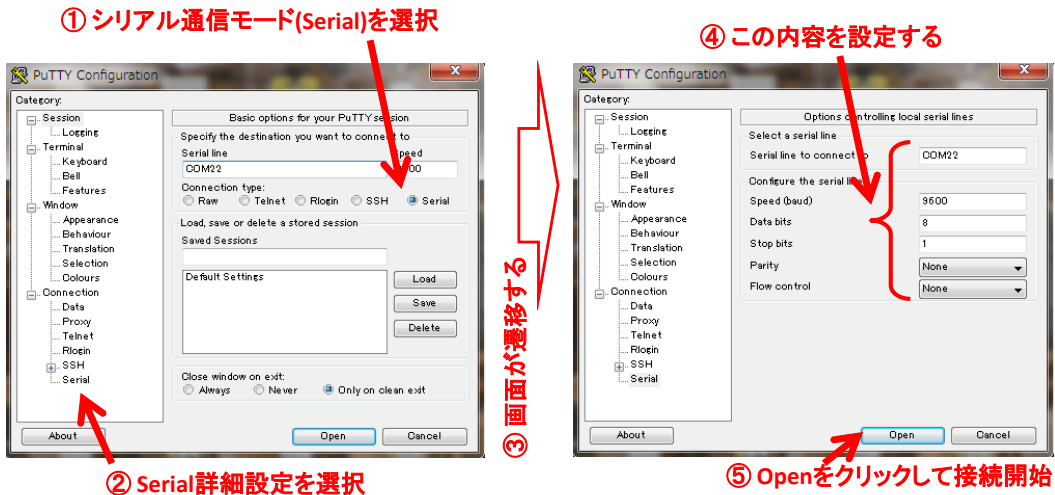 ① シリアル通信モード(Serial)を選択
PuTTY Configuration
Category:
Session
Logging
Terminal
Keyboard
Bell
Features
Window
Appearance
Behaviour
Translation
Selection
Colours
Connection
Data
Proxy
Telnet
Rlogin
SSH
Serial
Basic options for your PuTTY session
Specify the destination you want to connect to
Serial line
Speed
COM22
Connection type:
Raw Telnet Rlogin SSH Serial
Load, save or delete a stored session
Saved Sessions
Default Settings
Load
Save
Delete
Close window on exit:
Always Never Only on clean exit
About
Open
Cancel
② Serial詳細設定を選択
③ 画面が遷移する
④ この内容を設定する
PuTTY Configuration
Category:
Session
Logging
Terminal
Keyboard
Bell
Features
Window
Appearance
Behaviour
Translation
Selection
Colours
Connection
Data
Proxy
Telnet
Rlogin
SSH
Serial
Options controlling local serial lines
Select a serial line
Serial line to connect to COM22
Configure the serial line
Speed (baud) 9600
Data bits 8
Stop bits 1
Parity None
Flow control None
About
Open
Cancel
⑤ Openをクリックして接続開始